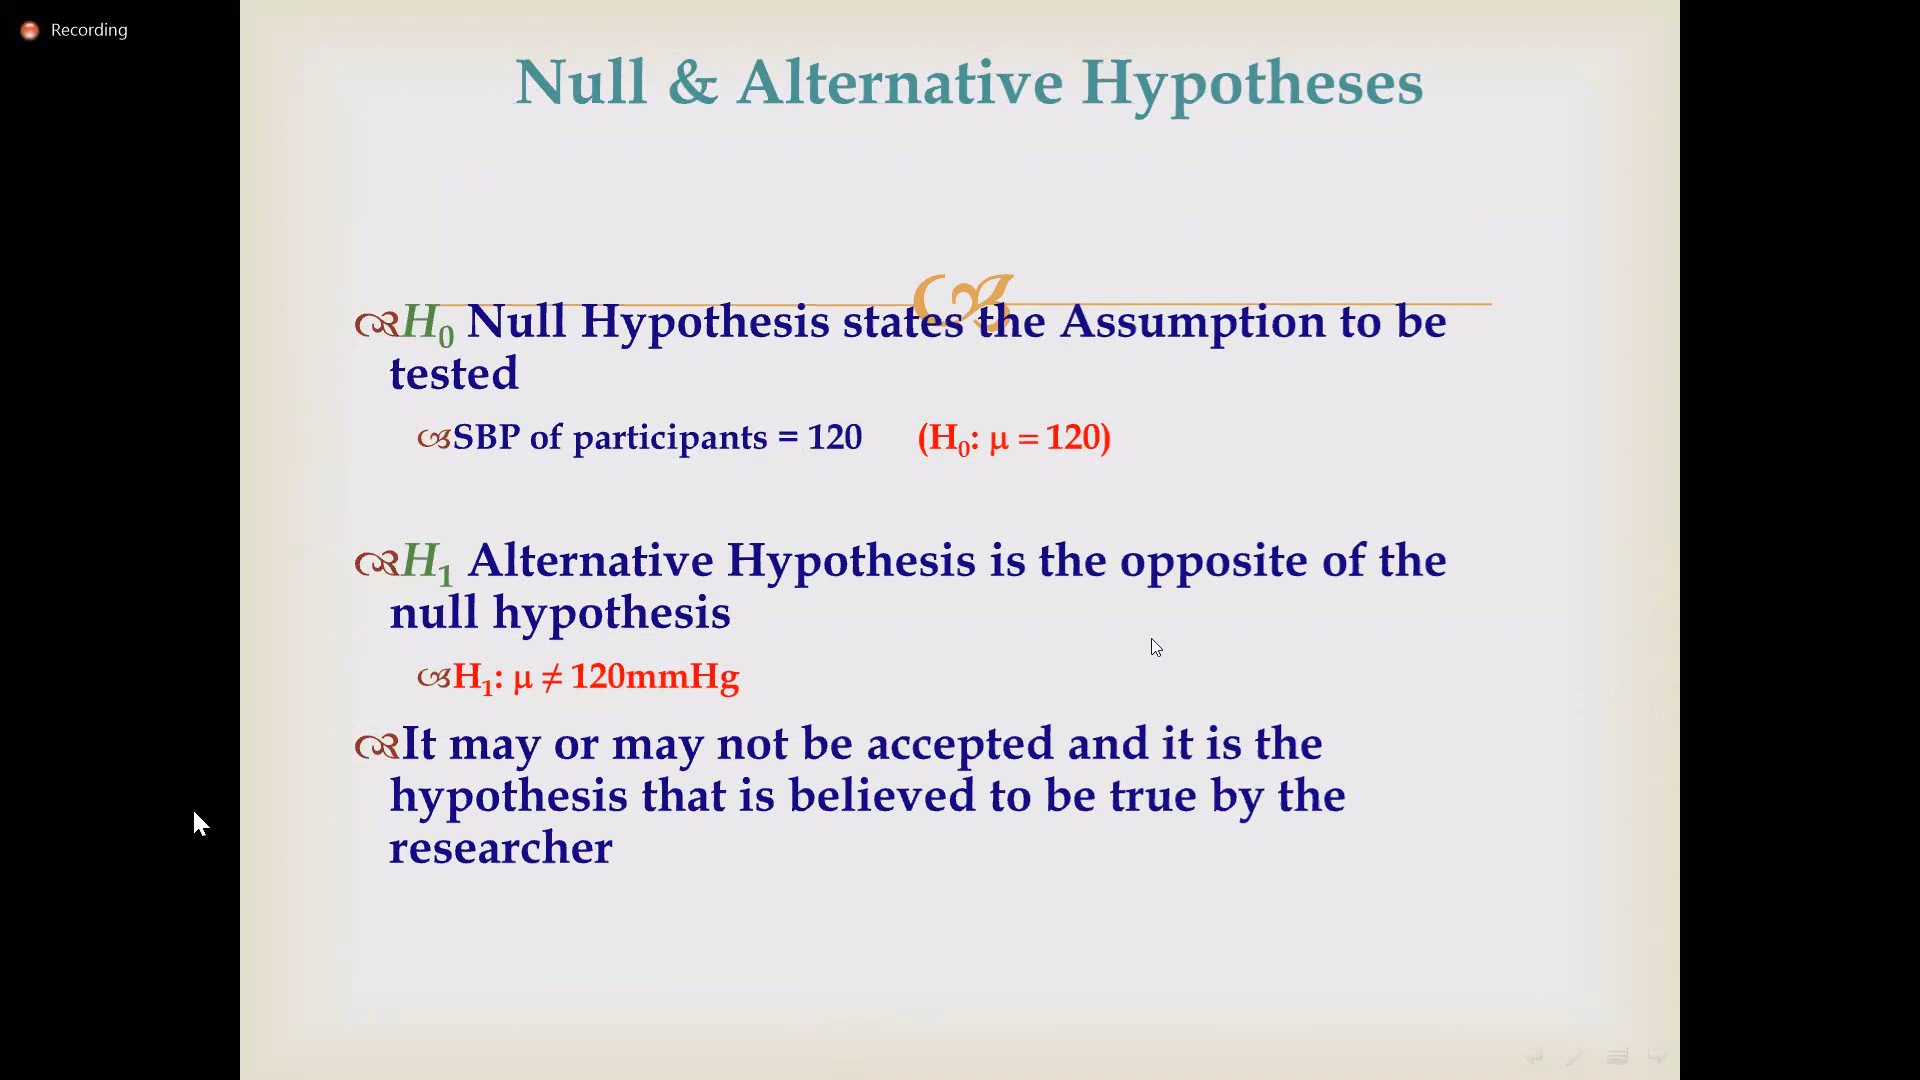 Recording
Null & Alternative Hypotheses
H₀ Null Hypothesis states the Assumption to be
tested
SBP of participants = 120 (H₀: μ = 120)
H₁ Alternative Hypothesis is the opposite of the
null hypothesis
H₁: μ ≠ 120mmHg
It may or may not be accepted and it is the
hypothesis that is believed to be true by the
researcher